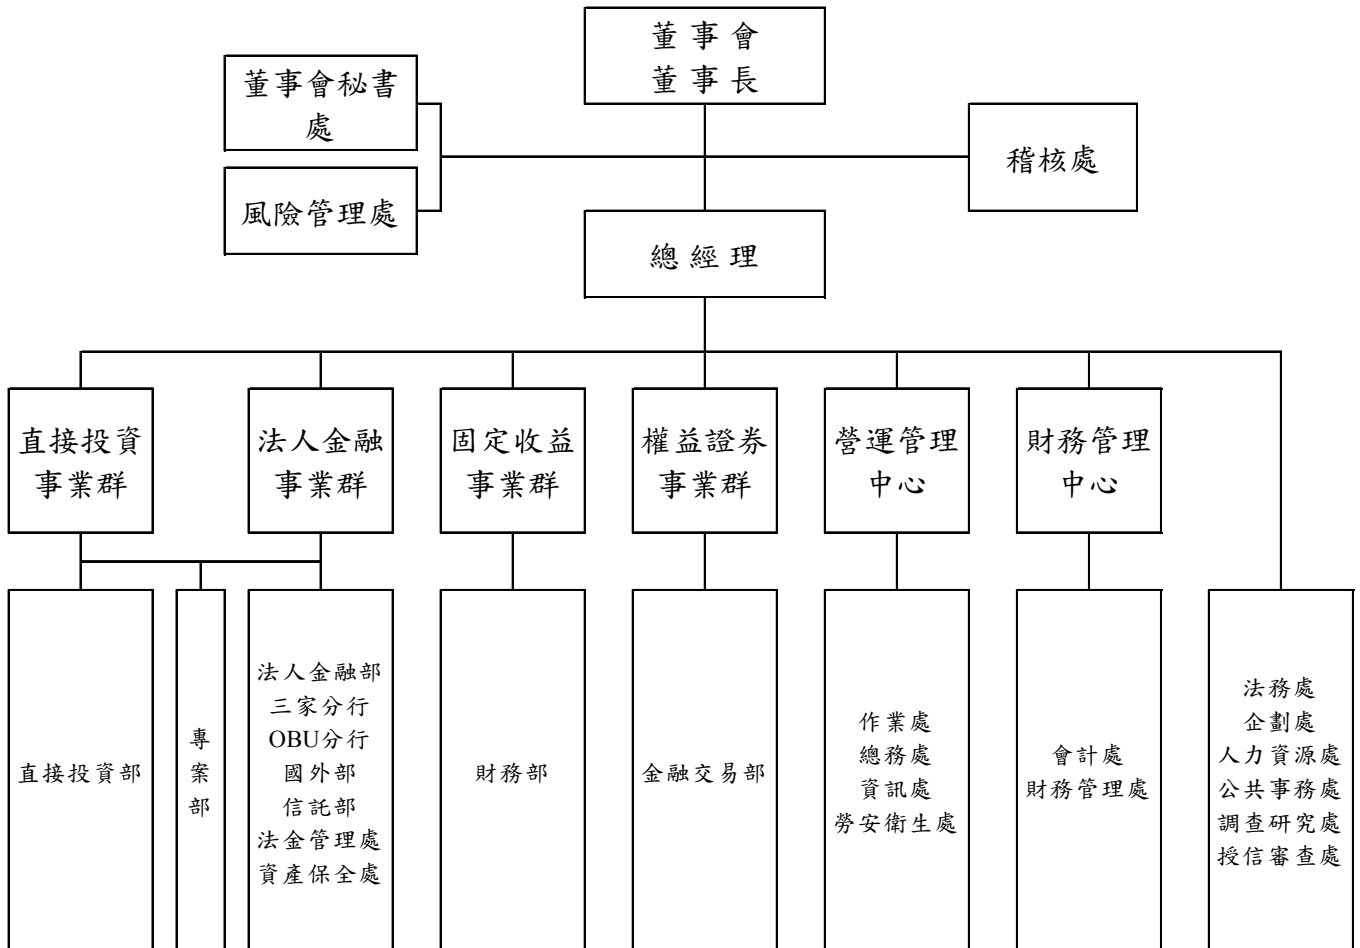 董事會
董事長
董事會秘書
處
風險管理處
稽核處
總經理
直接投資
事業群
法人金融
事業群
固定收益
事業群
權益證券
事業群
營運管理
中心
財務管理
中心
直接投資部
專
案
部
法人金融部
三家分行
OBU分行
國外部
信託部
法金管理處
資產保全處
財務部
金融交易部
作業處
總務處
資訊處
勞安衛生處
會計處
財務管理處
法務處
企劃處
人力資源處
公共事務處
調查研究處
授信審查處